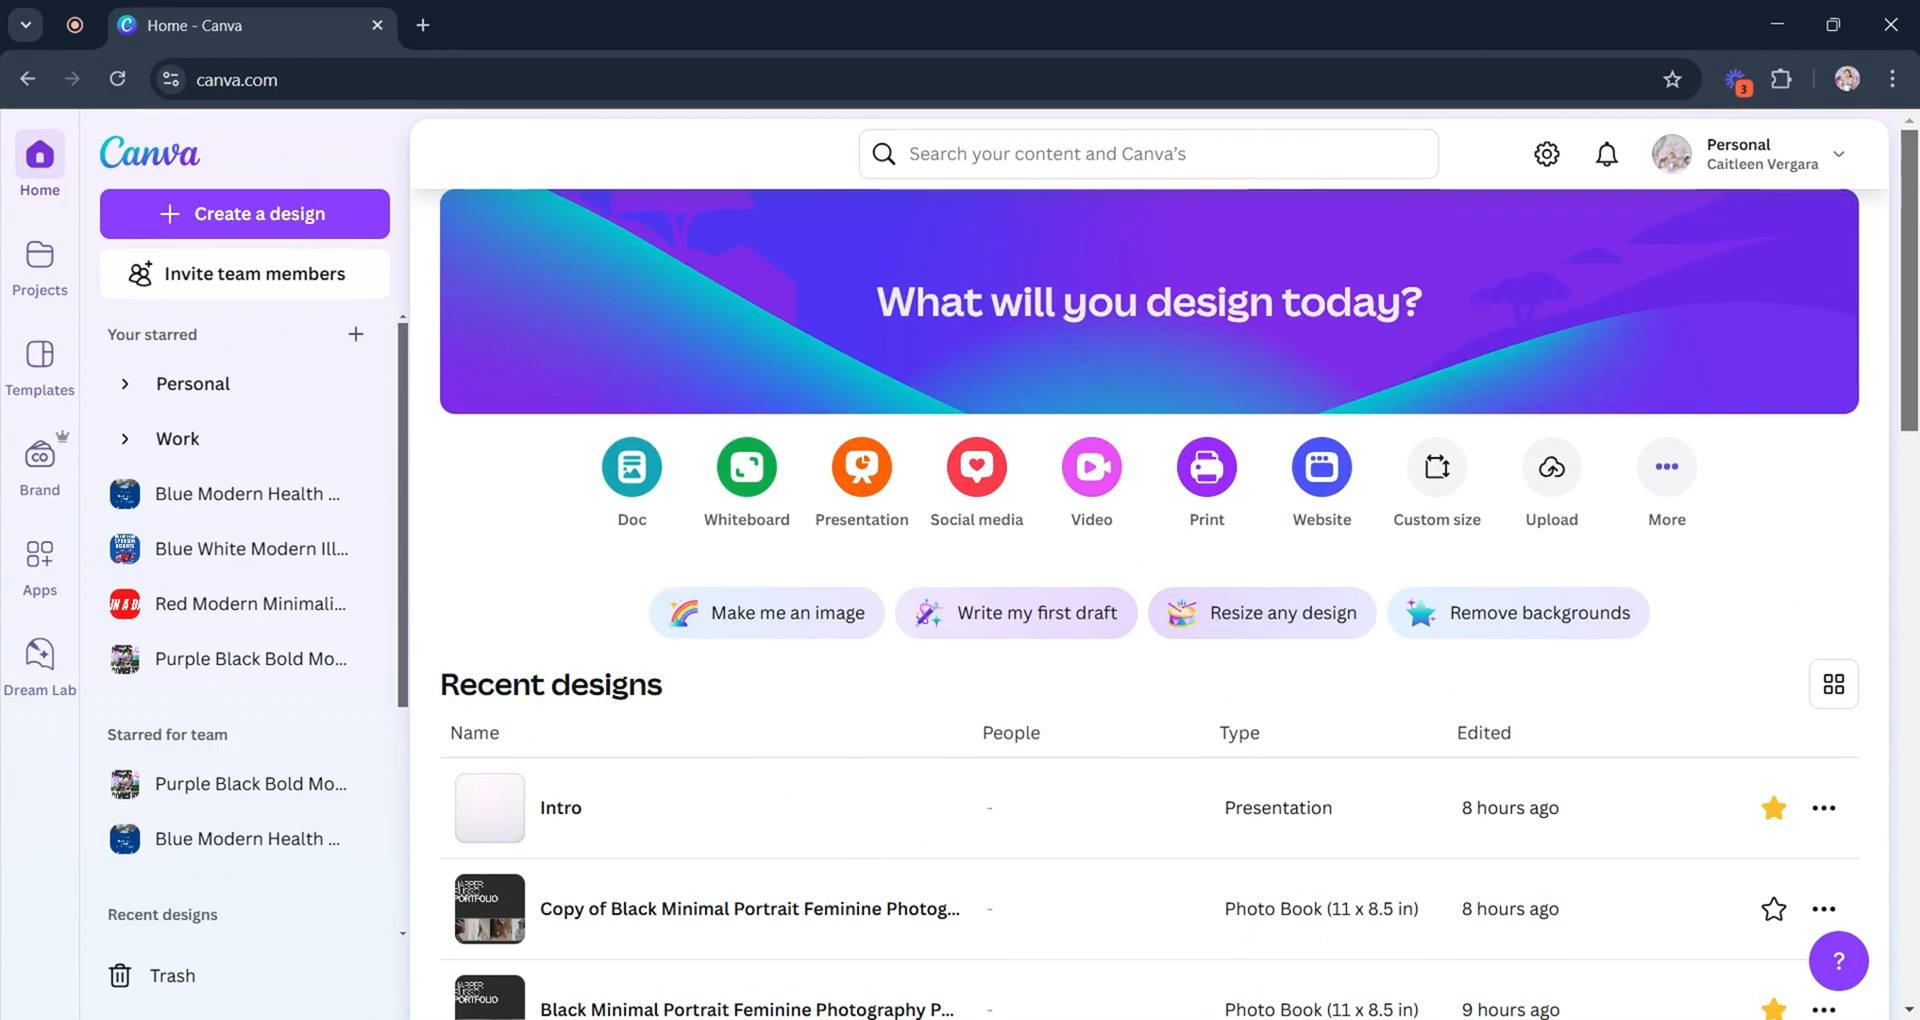 Home - Canva
canva.com
3
Home
Projects
Templates
Brand
Apps
Dream Lab
Canva
Create a design
Invite team members
Your starred
Personal
Work
Blue Modern Health ...
Blue White Modern Ill...
Red Modern Minimali...
Purple Black Bold Mo...
Starred for team
Purple Black Bold Mo...
Blue Modern Health ...
Recent designs
Trash
Search your content and Canva's
Personal
Caitleen Vergara
What will you design today?
Doc
Whiteboard
Presentation
Social media
Video
Print
Website
Custom size
Upload
More
Make me an image
Write my first draft
Resize any design
Remove backgrounds
Recent designs
Name People Type Edited
Intro - Presentation 8 hours ago
PORTFOLIO
Copy of Black Minimal Portrait Feminine Photog... - Photo Book (11 x 8.5 in) 8 hours ago
PORTFOLIO
Black Minimal Portrait Feminine Photography P... - Photo Book (11 x 8.5 in) 9 hours ago
?